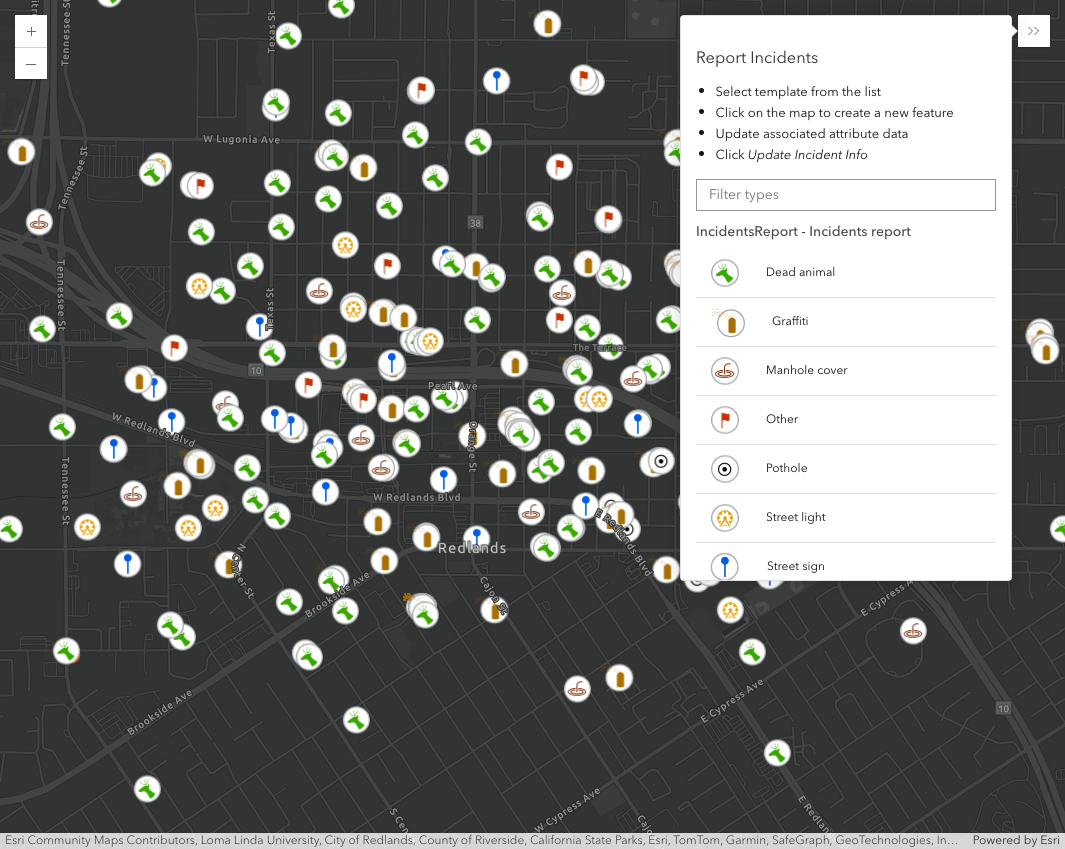 +
−
Report Incidents
Select template from the list
Click on the map to create a new feature
Update associated attribute data
Click Update Incident Info
Filter types
IncidentsReport - Incidents report
Dead animal
Graffiti
Manhole cover
Other
Pothole
Street light
Street sign
Tennessee St
Texas St
W Lugonia Ave
Tennessee St
38
Tennessee St
Texas St
The Terrace
10
Pearl Ave
W Redlands Blvd
Orange St
Tennessee St
W Redlands Blvd
E Redlands Blvd
Redlands
N Center St
Brookside Ave
Cajon St
E Cypress Ave
Brookside Ave
E Cypress Ave
10
W Cypress Ave
S Cen
Cajo
E Redlan
Esri Community Maps Contributors, Loma Linda University, City of Redlands, County of Riverside, California State Parks, Esri, TomTom, Garmin, SafeGraph, GeoTechnologies, In…
Powered by Esri